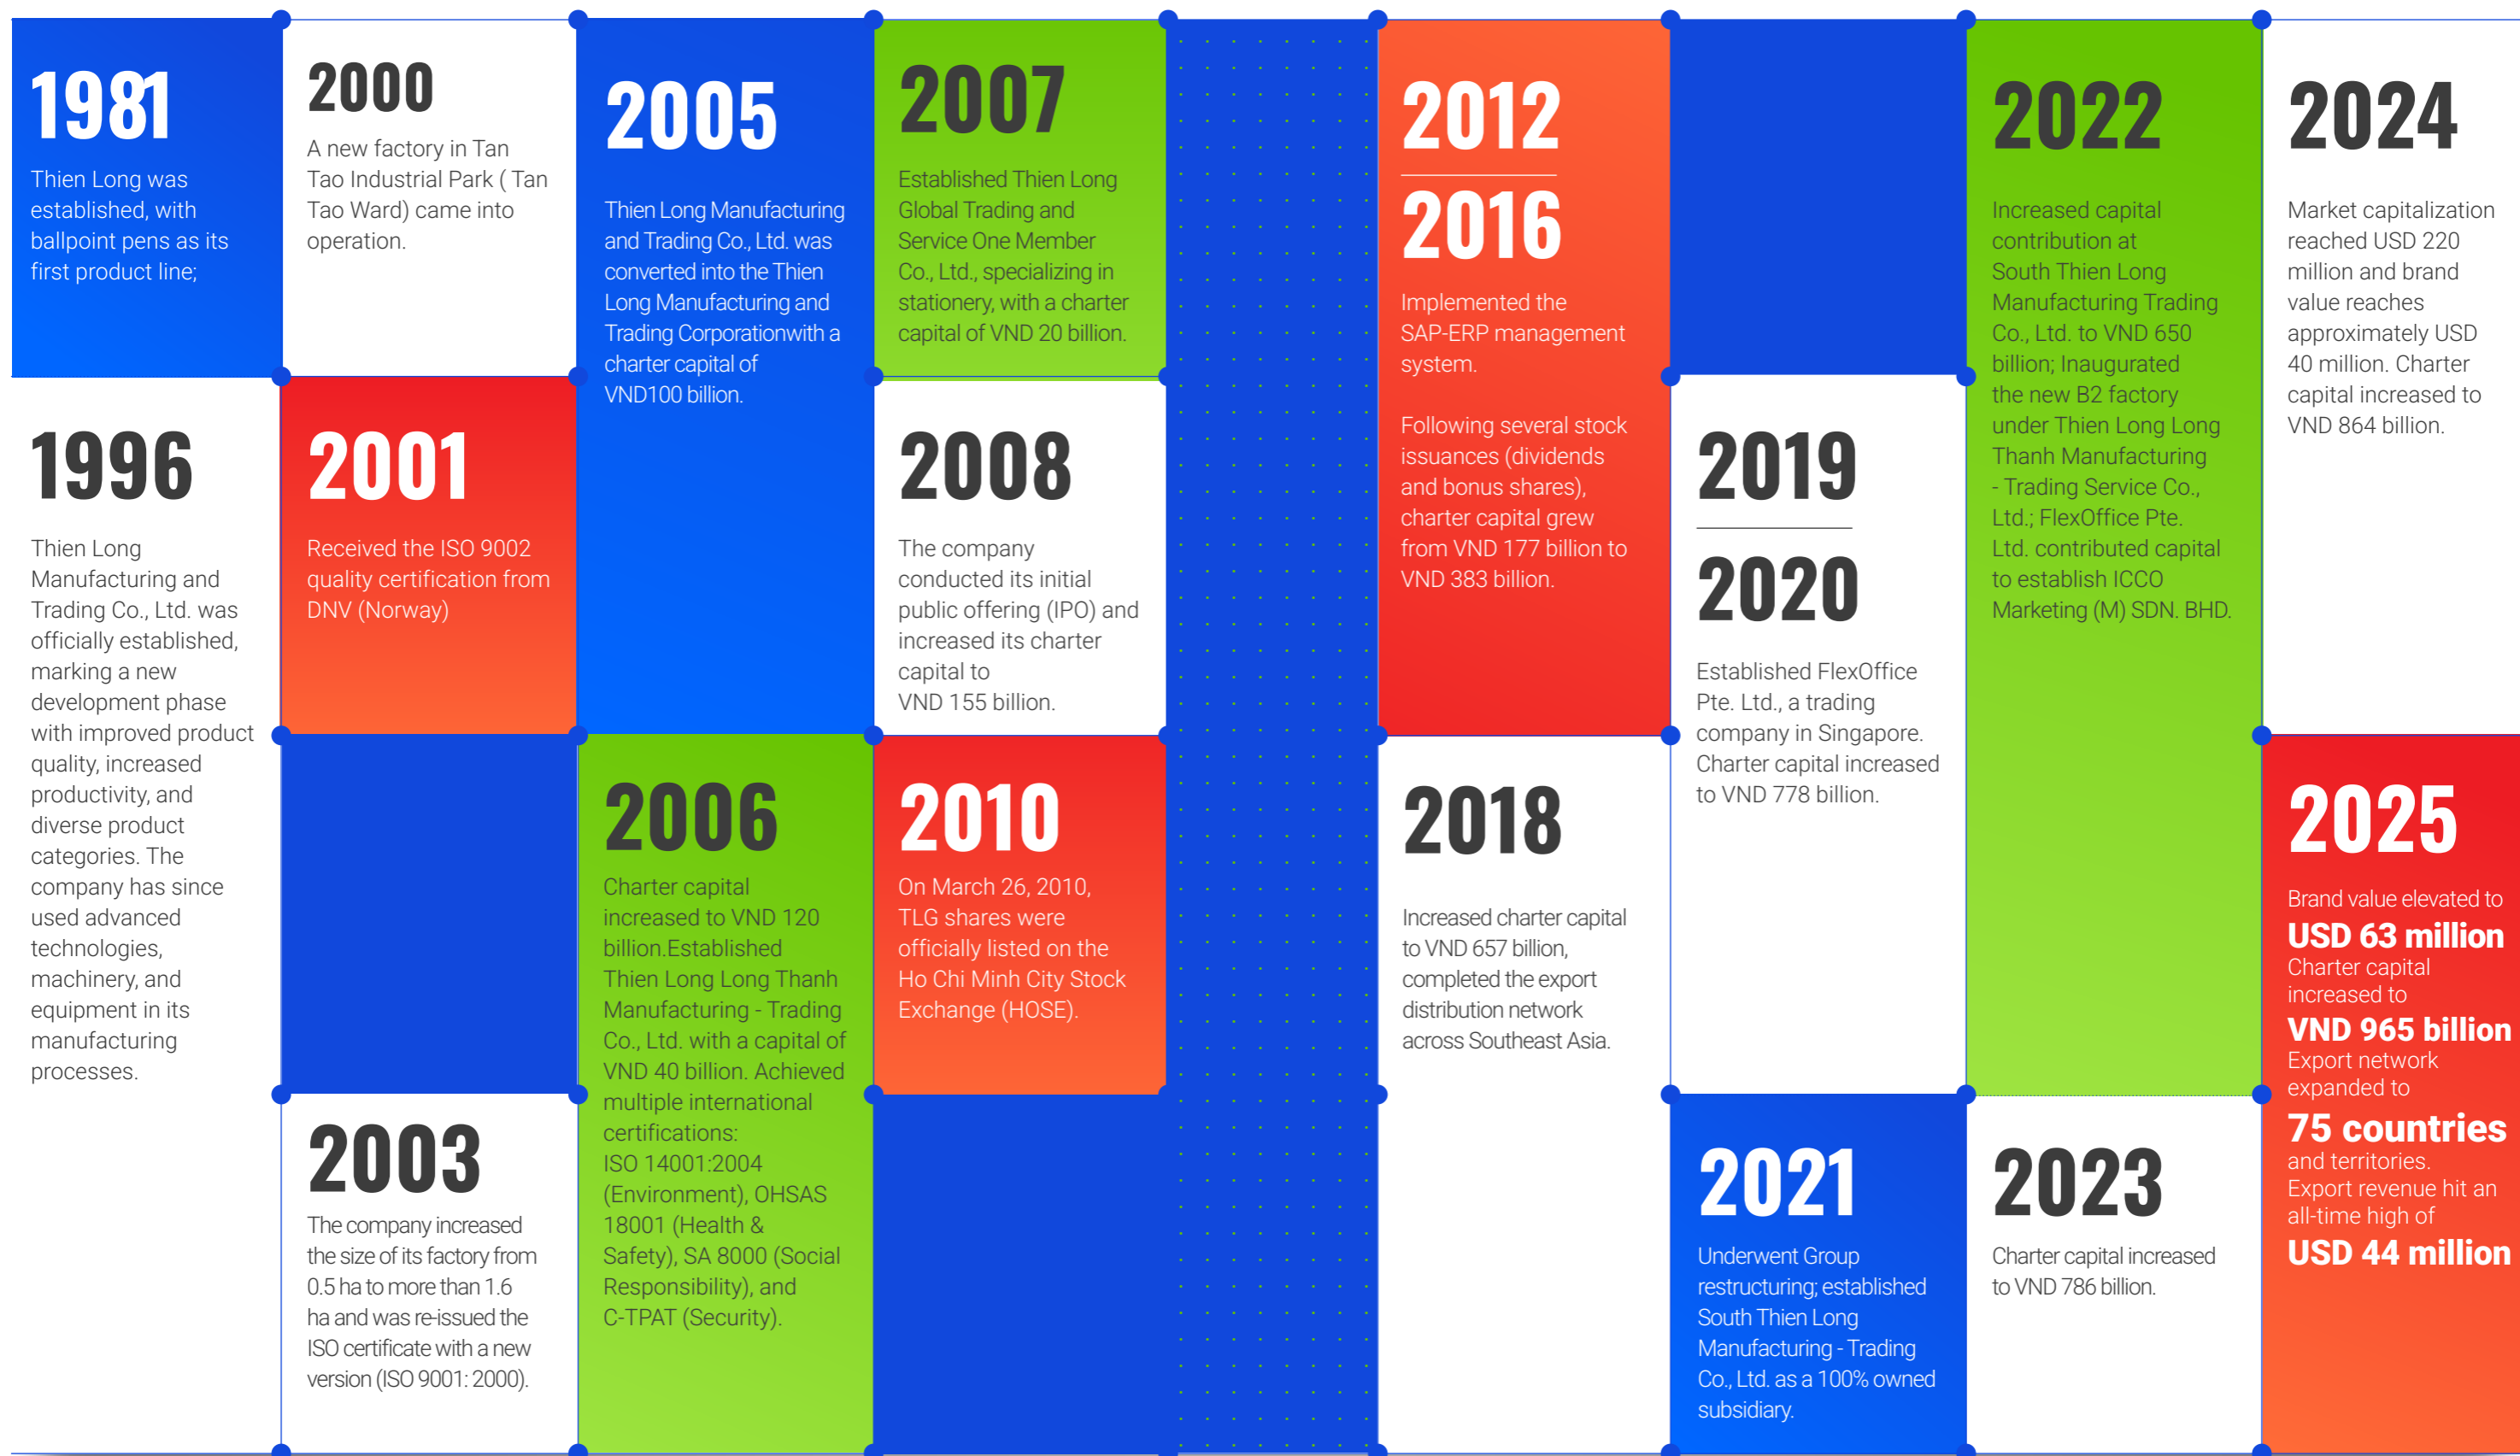 1981
Thien Long was
established, with
ballpoint pens as its
first product line;
1996
Thien Long
Manufacturing and
Trading Co., Ltd. was
officially established,
marking a new
development phase
with improved product
quality, increased
productivity, and
diverse product
categories. The
company has since
used advanced
technologies,
machinery, and
equipment in its
manufacturing
processes.
2000
A new factory in Tan
Tao Industrial Park ( Tan
Tao Ward) came into
operation.
2001
Received the ISO 9002
quality certification from
DNV (Norway)
2003
The company increased
the size of its factory from
0.5 ha to more than 1.6
ha and was re-issued the
ISO certificate with a new
version (ISO 9001: 2000).
2005
Thien Long Manufacturing
and Trading Co., Ltd. was
converted into the Thien
Long Manufacturing and
Trading Corporationwith a
charter capital of
VND100 billion.
2006
Charter capital
increased to VND 120
billion.Established
Thien Long Long Thanh
Manufacturing - Trading
Co., Ltd. with a capital of
VND 40 billion. Achieved
multiple international
certifications:
ISO 14001:2004
(Environment), OHSAS
18001 (Health &
Safety), SA 8000 (Social
Responsibility), and
C-TPAT (Security).
2007
Established Thien Long
Global Trading and
Service One Member
Co., Ltd., specializing in
stationery, with a charter
capital of VND 20 billion.
2008
The company
conducted its initial
public offering (IPO) and
increased its charter
capital to
VND 155 billion.
2010
On March 26, 2010,
TLG shares were
officially listed on the
Ho Chi Minh City Stock
Exchange (HOSE).
2012
2016
Implemented the
SAP-ERP management
system.
Following several stock
issuances (dividends
and bonus shares),
charter capital grew
from VND 177 billion to
VND 383 billion.
2018
Increased charter capital
to VND 657 billion,
completed the export
distribution network
across Southeast Asia.
2019
2020
Established FlexOffice
Pte. Ltd., a trading
company in Singapore.
Charter capital increased
to VND 778 billion.
2021
Underwent Group
restructuring; established
South Thien Long
Manufacturing - Trading
Co., Ltd. as a 100% owned
subsidiary.
2022
Increased capital
contribution at
South Thien Long
Manufacturing Trading
Co., Ltd. to VND 650
billion; Inaugurated
the new B2 factory
under Thien Long Long
Thanh Manufacturing
- Trading Service Co.,
Ltd.; FlexOffice Pte.
Ltd. contributed capital
to establish ICCO
Marketing (M) SDN. BHD.
2023
Charter capital increased
to VND 786 billion.
2024
Market capitalization
reached USD 220
million and brand
value reaches
approximately USD
40 million. Charter
capital increased to
VND 864 billion.
2025
Brand value elevated to
USD 63 million
Charter capital
increased to
VND 965 billion
Export network
expanded to
75 countries
and territories.
Export revenue hit an
all-time high of
USD 44 million